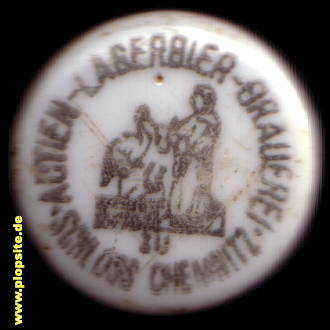 ACTIEN-LAGERBIER-BRAUEREI
SCHLOSS CHEMNITZ
www.plopsite.de